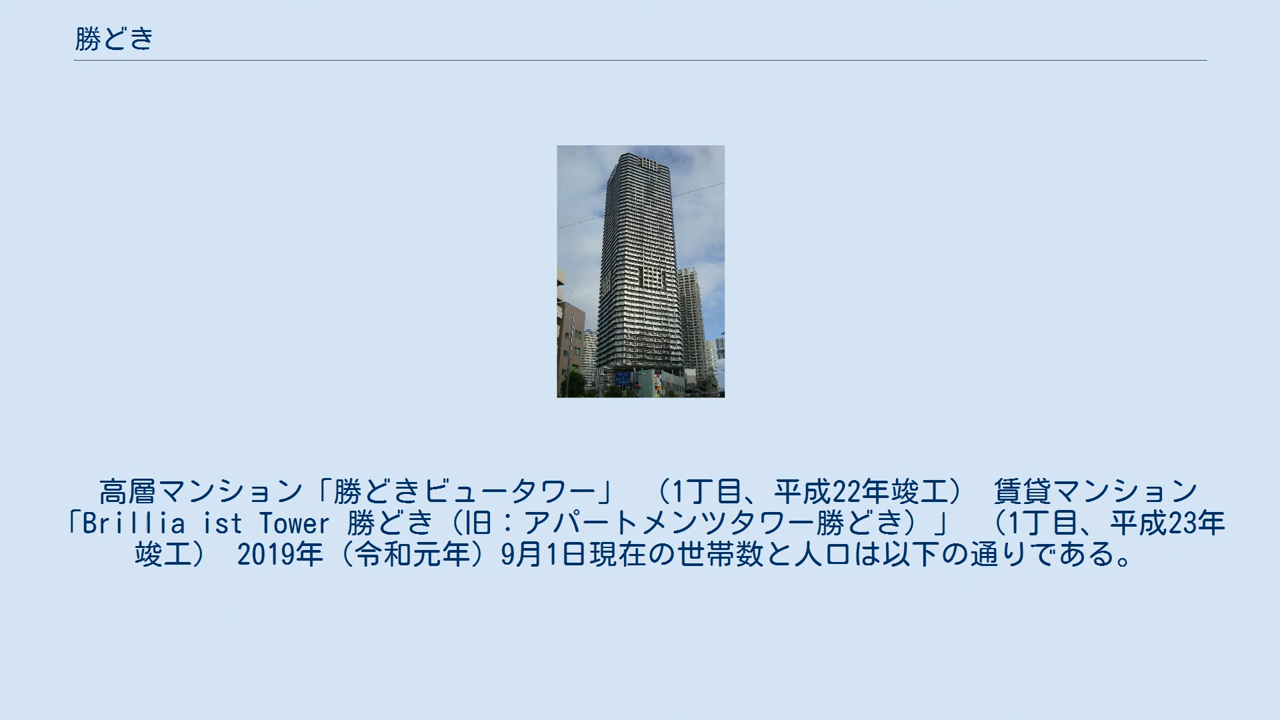 勝どき
高層マンション「勝どきビュータワー」 （1丁目、平成22年竣工） 賃貸マンション
「Brillia ist Tower 勝どき（旧：アパートメンツタワー勝どき）」 （1丁目、平成23年
竣工） 2019年（令和元年）9月1日現在の世帯数と人口は以下の通りである。